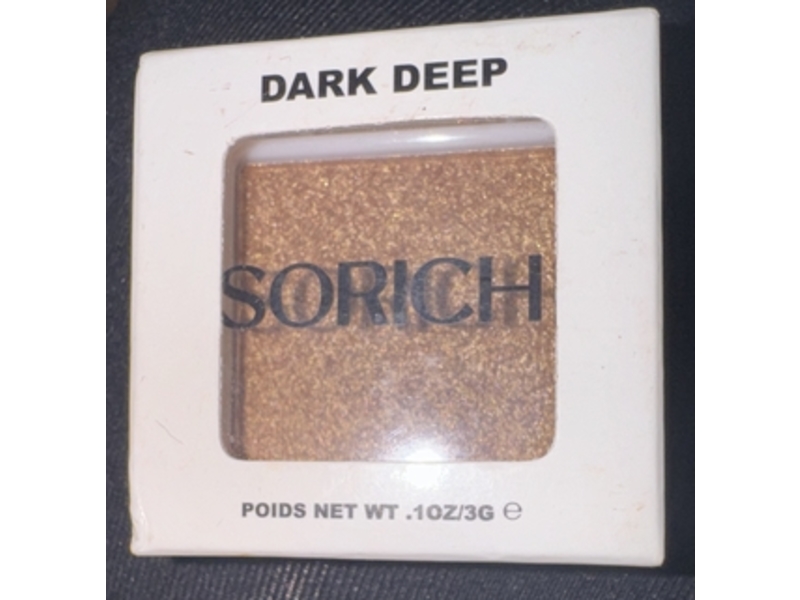 DARK DEEP
SORICH
POIDS NET WT .1OZ/3G ℮